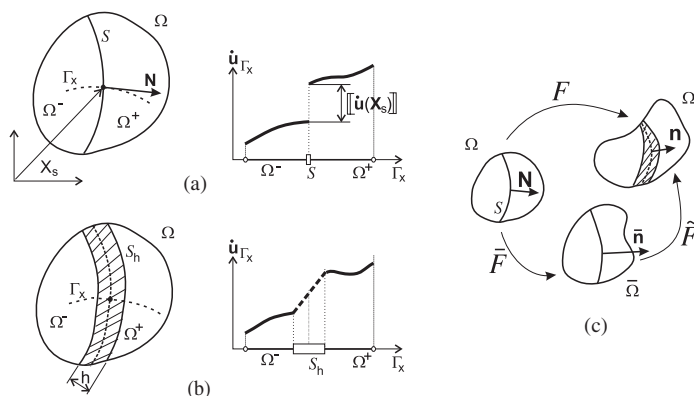 Ω
S
Γx
N
Ω-
Ω+
Xs
(a)
u̇Γx
[[u̇(Xs)]]
Ω-
S
Ω+
Γx
Ω
Sh
Γx
Ω-
Ω+
h
(b)
u̇Γx
Ω-
Sh
Ω+
Γx
F
Ω
n
Ω
N
S
F̄
n̄
F̃
Ω̄
(c)